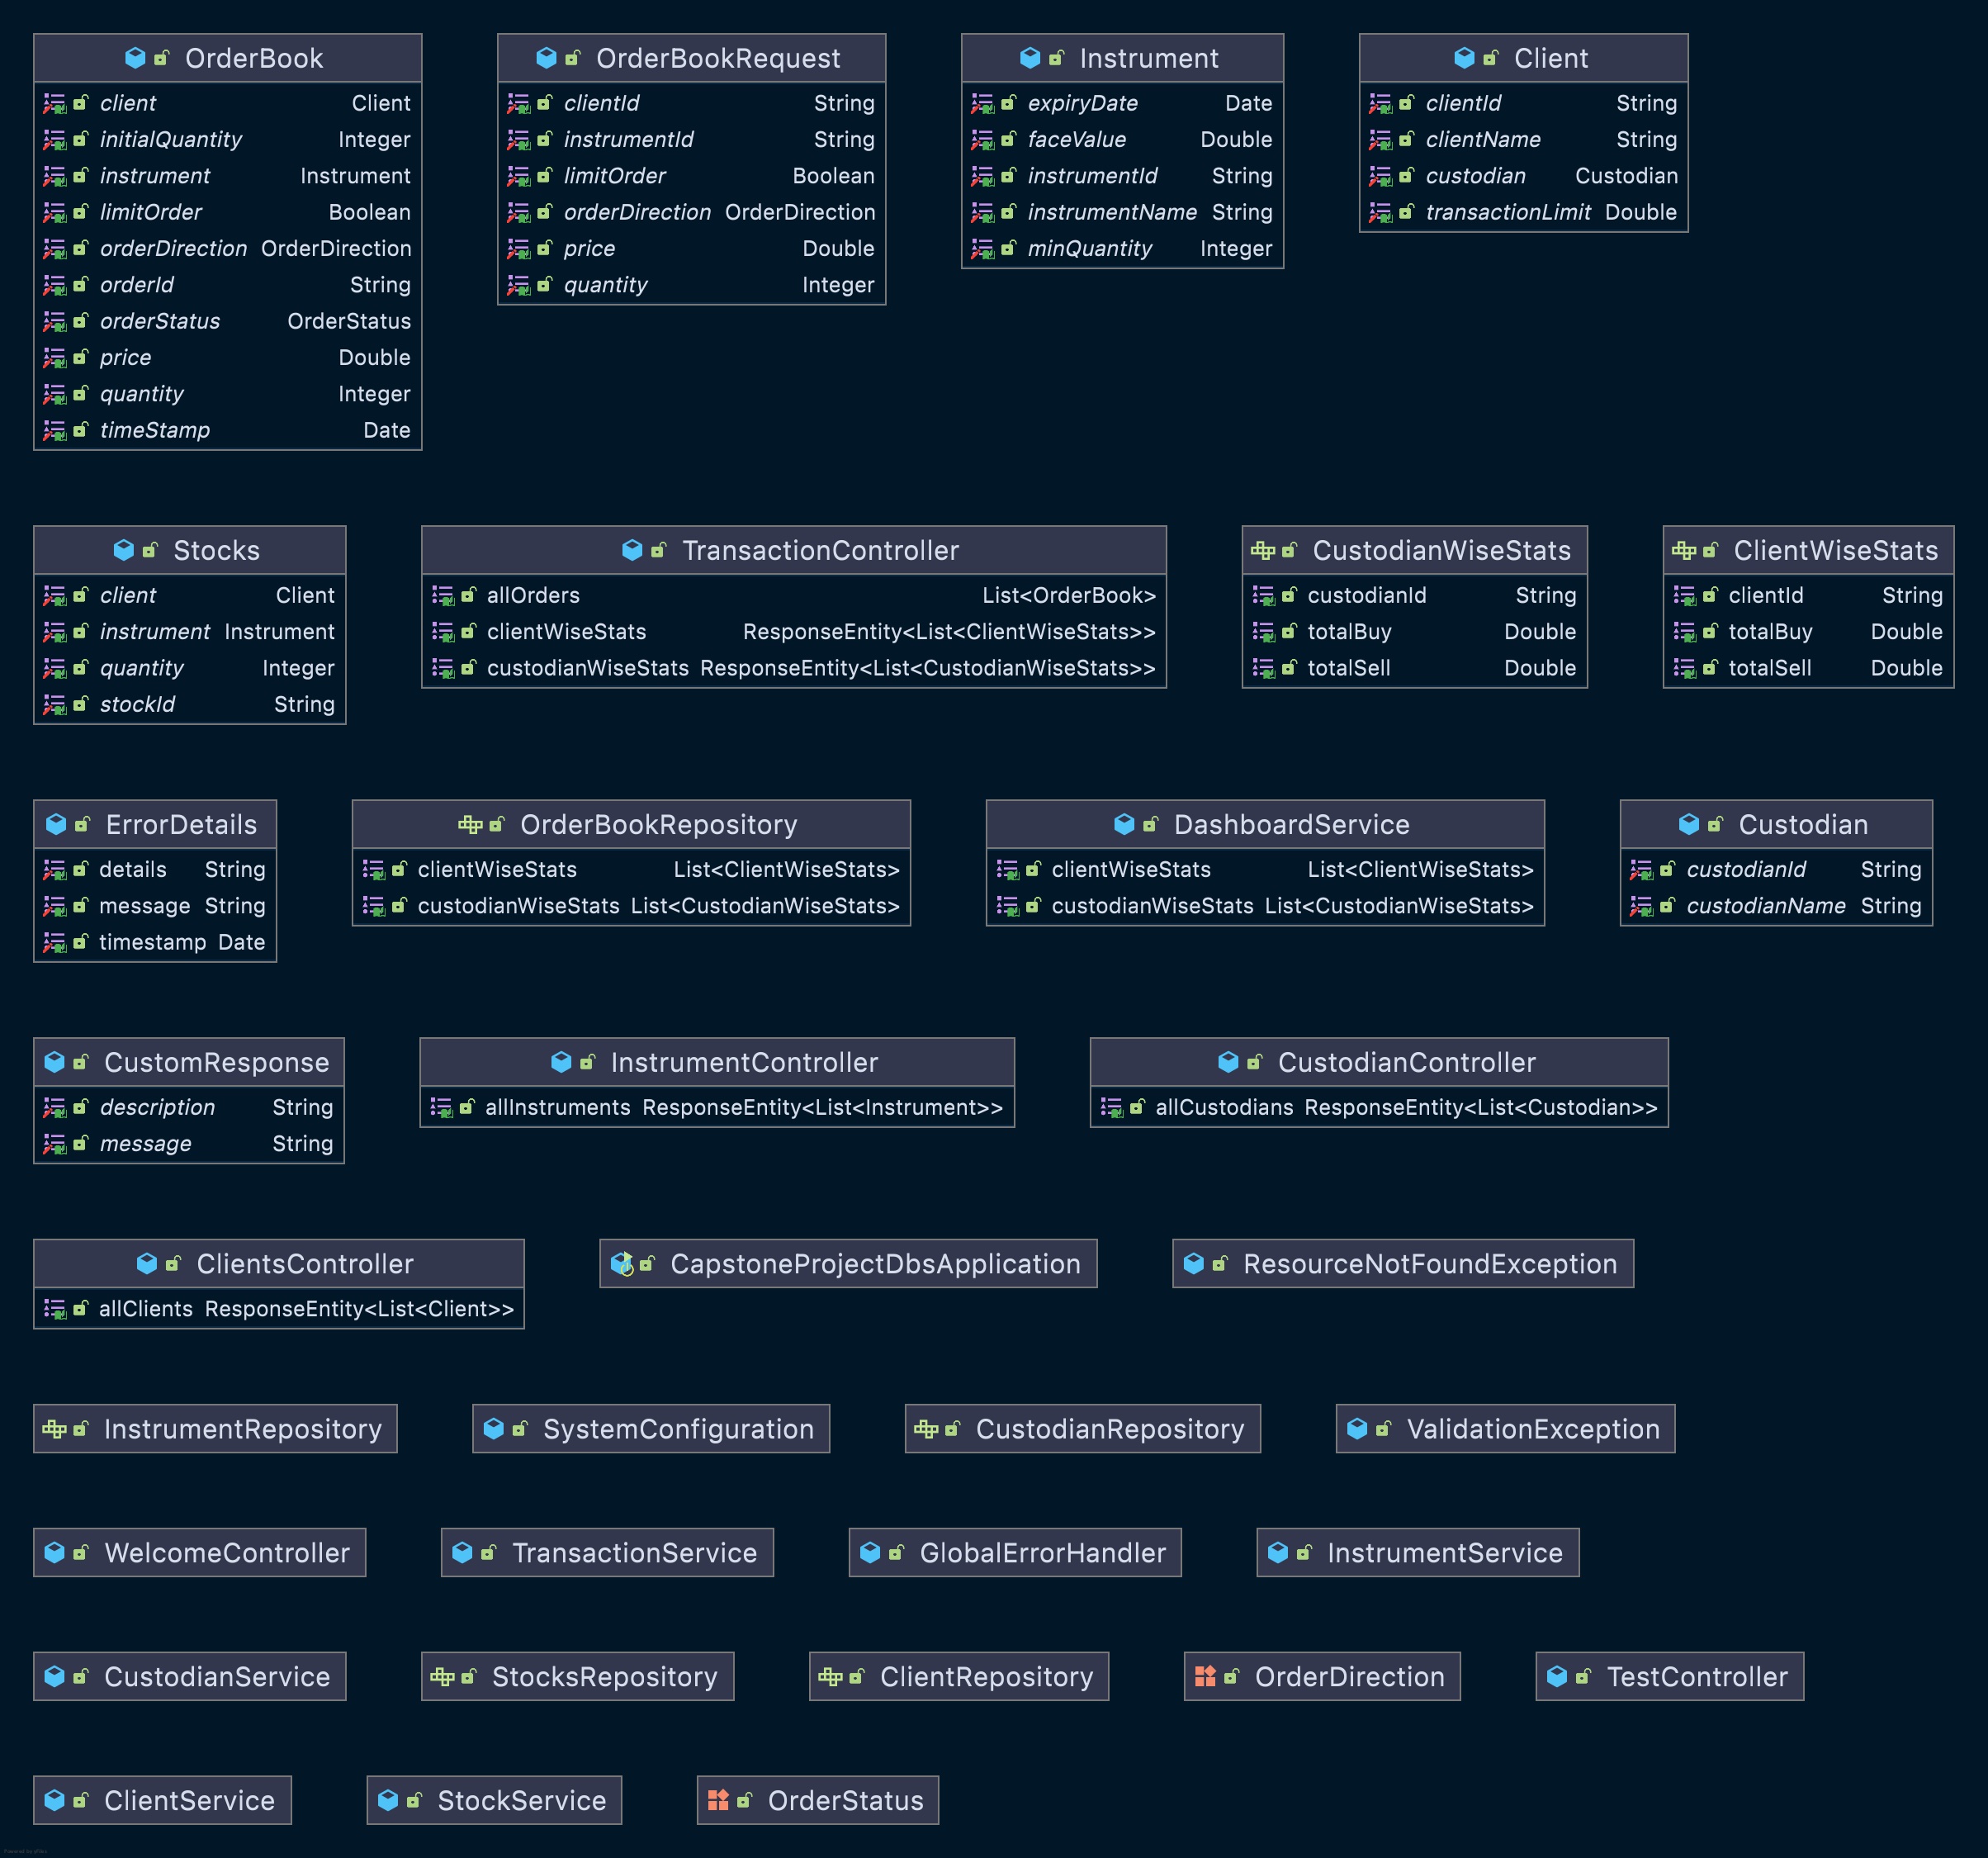 OrderBook
client Client
initialQuantity Integer
instrument Instrument
limitOrder Boolean
orderDirection OrderDirection
orderId String
orderStatus OrderStatus
price Double
quantity Integer
timeStamp Date
OrderBookRequest
clientId String
instrumentId String
limitOrder Boolean
orderDirection OrderDirection
price Double
quantity Integer
Instrument
expiryDate Date
faceValue Double
instrumentId String
instrumentName String
minQuantity Integer
Client
clientId String
clientName String
custodian Custodian
transactionLimit Double
Stocks
client Client
instrument Instrument
quantity Integer
stockId String
TransactionController
allOrders List<OrderBook>
clientWiseStats ResponseEntity<List<ClientWiseStats>>
custodianWiseStats ResponseEntity<List<CustodianWiseStats>>
CustodianWiseStats
custodianId String
totalBuy Double
totalSell Double
ClientWiseStats
clientId String
totalBuy Double
totalSell Double
ErrorDetails
details String
message String
timestamp Date
OrderBookRepository
clientWiseStats List<ClientWiseStats>
custodianWiseStats List<CustodianWiseStats>
DashboardService
clientWiseStats List<ClientWiseStats>
custodianWiseStats List<CustodianWiseStats>
Custodian
custodianId String
custodianName String
CustomResponse
description String
message String
InstrumentController
allInstruments ResponseEntity<List<Instrument>>
CustodianController
allCustodians ResponseEntity<List<Custodian>>
ClientsController
allClients ResponseEntity<List<Client>>
CapstoneProjectDbsApplication
ResourceNotFoundException
InstrumentRepository
SystemConfiguration
CustodianRepository
ValidationException
WelcomeController
TransactionService
GlobalErrorHandler
InstrumentService
CustodianService
StocksRepository
ClientRepository
OrderDirection
TestController
ClientService
StockService
OrderStatus
Powered by yFiles